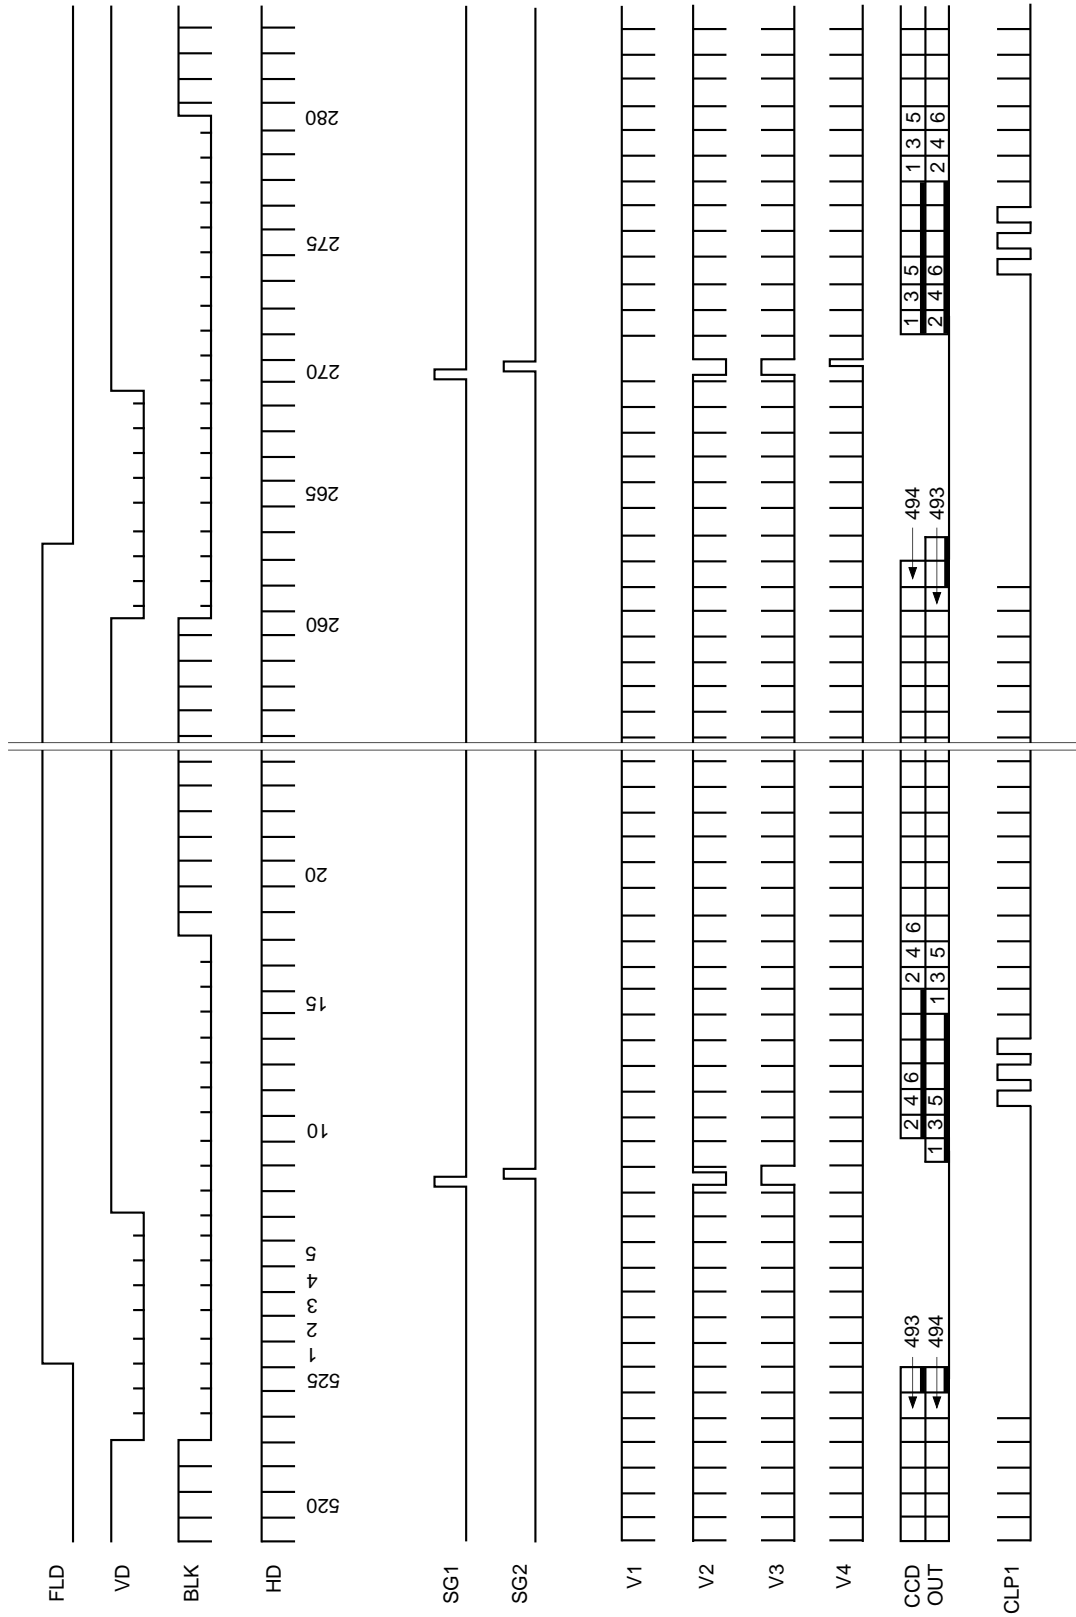 FLD
VD
BLK
HD
520 525 1 2 3 4 5 10 15 20 260 265 270 275 280
SG1
SG2
V1
V2
V3
V4
CCD 493 2 4 6 2 4 6 494 1 3 5 1 3 5
OUT 494 1 3 5 1 3 5 493 2 4 6 2 4 6
CLP1